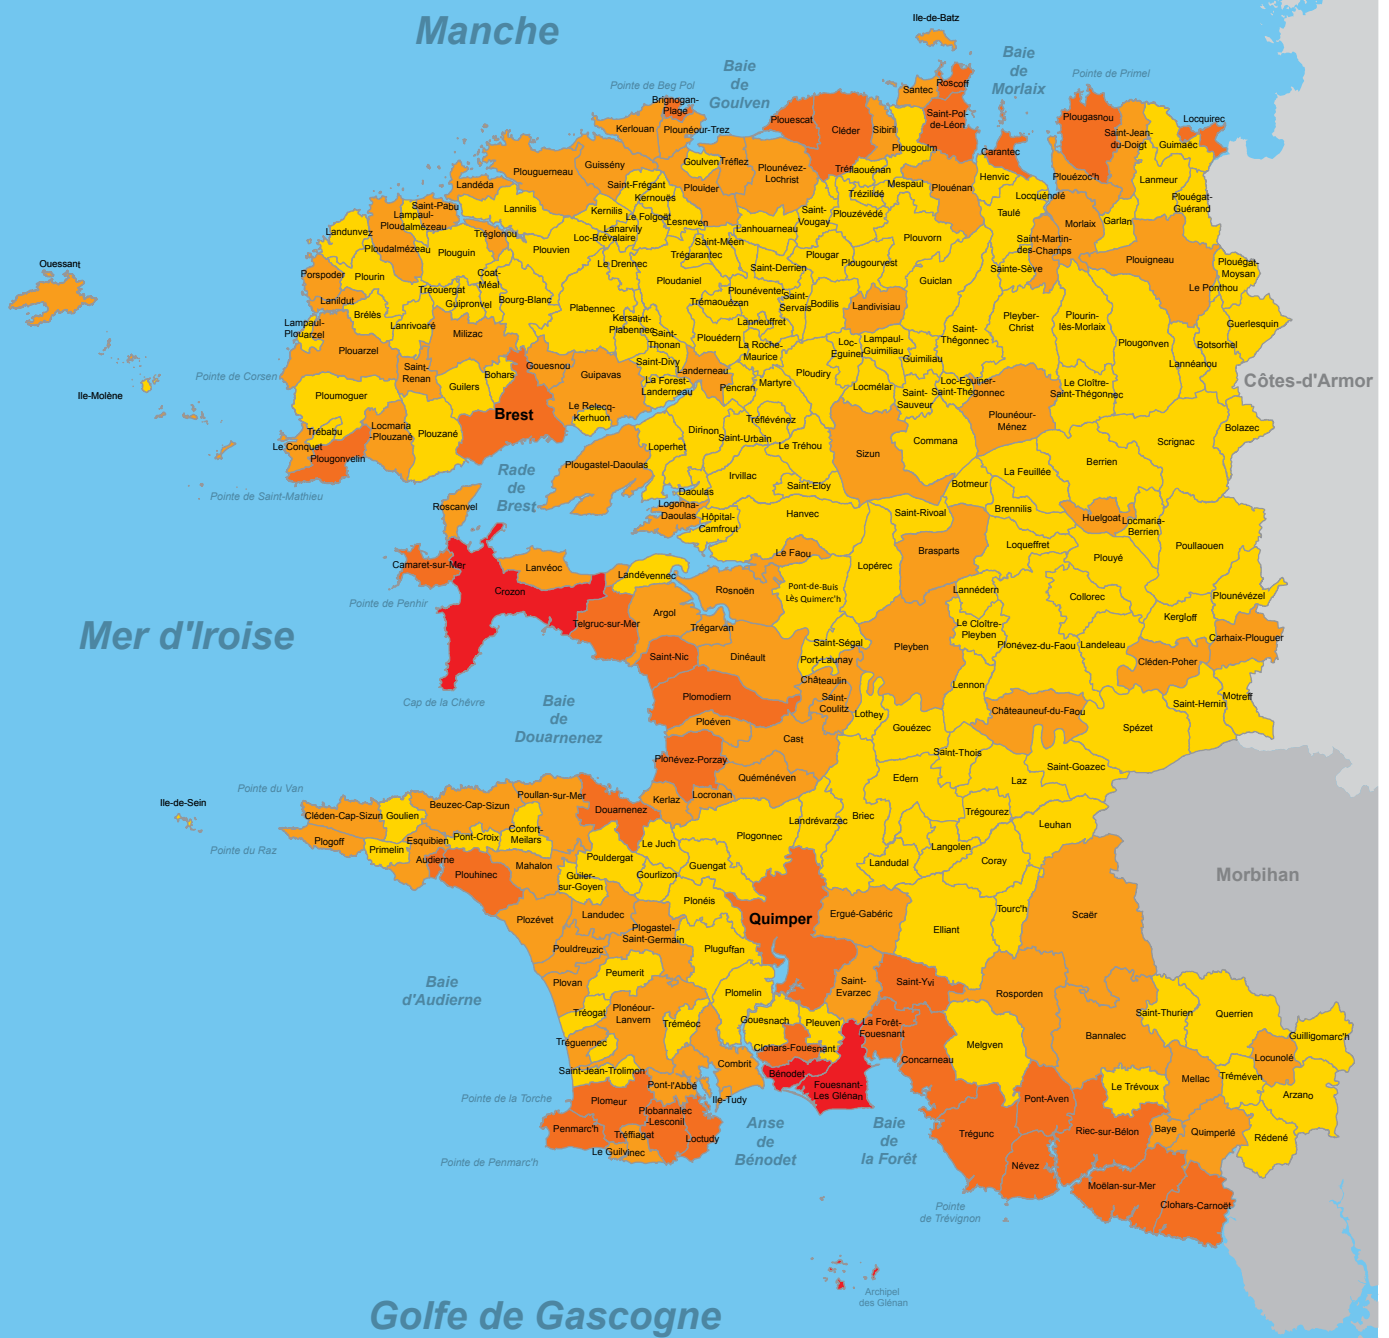 Ile-de-Batz
Manche
Baie
de
Morlaix
Baie
de
Goulven
Pointe de Beg Pol
Pointe de Primel
Roscoff
Santec
Brignogan-
Plage
Plouescat
Cléder
Sibiril
Saint-Pol-
de-Léon
Plougasnou
Locquirec
Kerlouan
Plounéour-Trez
Saint-Jean-
du-Doigt
Guimaëc
Plougoulm
Carantec
Goulven
Tréflez
Plounévez-
Lochrist
Tréflaouénan
Guissény
Plouguerneau
Henvic
Plouézoc'h
Lanmeur
Landéda
Saint-Frégant
Kernouës
Plouider
Trézilidé
Mespaul
Plouénan
Locquénolé
Plouégat-
Guérand
Saint-Pabu
Lampaul-
Ploudalmézeau
Lannilis
Kernilis
Le Folgoët
Lanarvily
Lesneven
Saint-
Vougay
Plouzévédé
Taulé
Morlaix
Garlan
Landunvez
Tréglonou
Loc-Brévalaire
Lanhouarneau
Plouvorn
Saint-Martin-
des-Champs
Ploudalmézeau
Plouguin
Plouvien
Saint-Méen
Trégarantec
Plougar
Plougourvest
Plouigneau
Plouégat-
Moysan
Ouessant
Porspoder
Plourin
Coat-
Méal
Le Drennec
Saint-Derrien
Sainte-Sève
Guiclan
Le Ponthou
Lanildut
Tréouergat
Guipronvel
Bourg-Blanc
Ploudaniel
Plounéventer
Saint-
Servais
Bodilis
Landivisiau
Trémaouézan
Plabennec
Kersaint-
Plabennec
Lanneuffret
Pleyber-
Christ
Plourin-
lès-Morlaix
Guerlesquin
Lampaul-
Plouarzel
Brélès
Lanrivoaré
Milizac
Saint-
Thonan
Plouédern
La Roche-
Maurice
Loc-
Eguiner
Lampaul-
Guimiliau
Saint-
Thégonnec
Plougonven
Botsorhel
Plouarzel
Saint-
Renan
Bohars
Gouesnou
Guipavas
Saint-Divy
La Forest-
Landerneau
Landerneau
Pencran
Martyre
Ploudiry
Guimiliau
Lannéanou
Pointe de Corsen
Guilers
Locmélar
Saint-
Sauveur
Loc-Eguiner-
Saint-Thégonnec
Le Cloître-
Saint-Thégonnec
Côtes-d'Armor
Ile-Molène
Ploumoguer
Brest
Le Relecq-
Kerhuon
Tréflévénez
Plounéour-
Ménez
Trébabu
Locmaria
-Plouzané
Plouzané
Dirinon
Saint-Urbain
Le Tréhou
Commana
Scrignac
Bolazec
Le Conquet
Plougonvelin
Loperhet
Sizun
Berrien
Rade
de
Brest
Plougastel-Daoulas
Irvillac
Saint-Eloy
Botmeur
La Feuillée
Pointe de Saint-Mathieu
Daoulas
Logonna-
Daoulas
Hôpital-
Camfrout
Hanvec
Saint-Rivoal
Brennilis
Huelgoat
Locmaria-
Berrien
Roscanvel
Le Faou
Brasparts
Loqueffret
Plouyé
Poullaouen
Camaret-sur-Mer
Lanvéoc
Landévennec
Lopérec
Crozon
Rosnoën
Pont-de-Buis
Lès Quimerc'h
Lannédern
Collorec
Plounévézel
Pointe de Penhir
Telgruc-sur-Mer
Argol
Trégarvan
Le Cloître-
Pleyben
Kergloff
Mer d'Iroise
Saint-Ségal
Port-Launay
Pleyben
Plonévez-du-Faou
Landeleau
Carhaix-Plouguer
Saint-Nic
Dinéault
Cléden-Poher
Châteaulin
Saint-
Coulitz
Lennon
Plomodiern
Motreff
Saint-Hernin
Cap de la Chèvre
Baie
de
Douarnenez
Ploéven
Lothey
Gouézec
Châteauneuf-du-Faou
Spézet
Cast
Plonévez-Porzay
Saint-Thois
Saint-Goazec
Quéménéven
Edern
Laz
Pointe du Van
Poullan-sur-Mer
Kerlaz
Locronan
Ile-de-Sein
Beuzec-Cap-Sizun
Douarnenez
Cléden-Cap-Sizun
Goulien
Landrévarzec
Briec
Trégourez
Leuhan
Plogoff
Esquibien
Pont-Croix
Confort-
Meilars
Le Juch
Plogonnec
Langolen
Coray
Pointe du Raz
Primelin
Audierne
Mahalon
Pouldergat
Guengat
Landudal
Plouhinec
Guiler-
sur-Goyen
Gourlizon
Morbihan
Plonéis
Tourc'h
Plozévet
Landudec
Quimper
Ergué-Gabéric
Scaër
Plogastel-
Saint-Germain
Elliant
Pouldreuzic
Pluguffan
Baie
d'Audierne
Plovan
Peumerit
Saint-
Evarzec
Saint-Yvi
Rosporden
Plomelin
Tréogat
Plonéour-
Lanvern
Tréméoc
Gouesnach
Pleuven
La Forêt-
Fouesnant
Saint-Thurien
Querrien
Tréguennec
Clohars-Fouesnant
Concarneau
Melgven
Bannalec
Guilligomarc'h
Saint-Jean-Trolimon
Combrit
Bénodet
Locunolé
Pont-l'Abbé
Fouesnant-
Les Glénan
Le Trévoux
Mellac
Tréméven
Arzano
Pointe de la Torche
Plomeur
Ile-Tudy
Pont-Aven
Plobannalec
-Lesconil
Penmarc'h
Tréffiagat
Loctudy
Anse
de
Bénodet
Baie
de
la Forêt
Trégunc
Riec-sur-Bélon
Baye
Quimperlé
Rédené
Le Guilvinec
Pointe de Penmarc'h
Névez
Moëlan-sur-Mer
Clohars-Carnoët
Pointe
de Trévignon
Archipel
des Glénan
Golfe de Gascogne